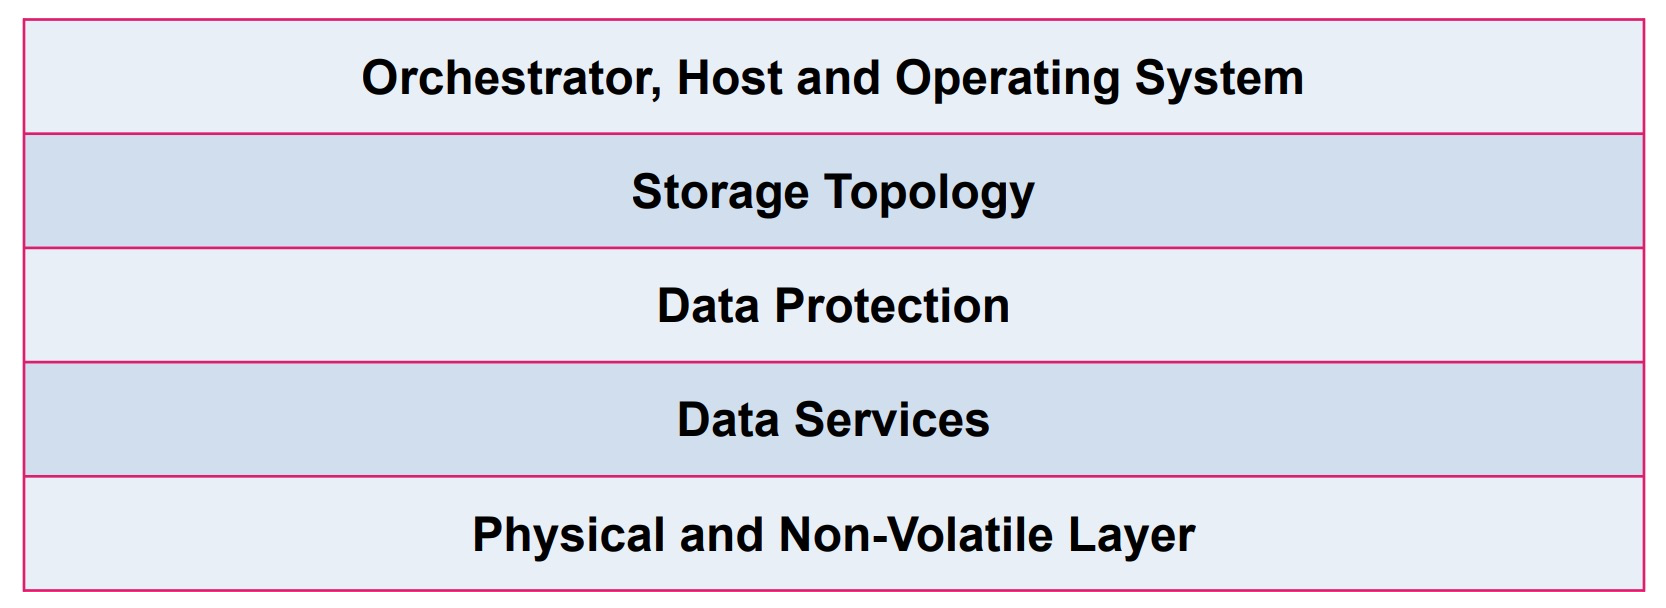 Orchestrator, Host and Operating System
Storage Topology
Data Protection
Data Services
Physical and Non-Volatile Layer